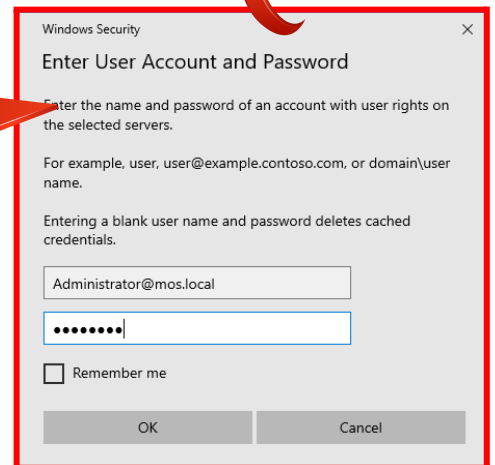 Windows Security
Enter User Account and Password
Enter the name and password of an account with user rights on
the selected servers.
For example, user, user@example.contoso.com, or domain\user
name.
Entering a blank user name and password deletes cached
credentials.
Administrator@mos.local
●●●●●●●●
Remember me
OK Cancel